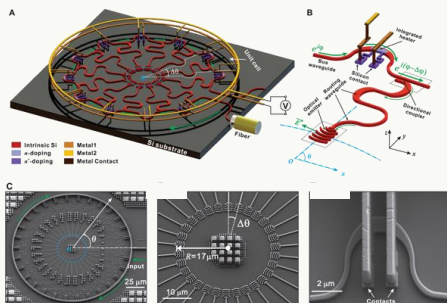 A
Δθ
Unit cell
V
Fiber
Si substrate
Intrinsic Si
n-doping
n⁺-doping
Metal1
Metal2
Metal Contact
B
Integrated
heater
Bus
waveguide
Silicon
contact
Directional
coupler
Optical
emitter
Routing
waveguide
z
y
x
O
θ
x
C
θ
Input
25 μm
Δθ
R=17μm
10 μm
2 μm
Contacts